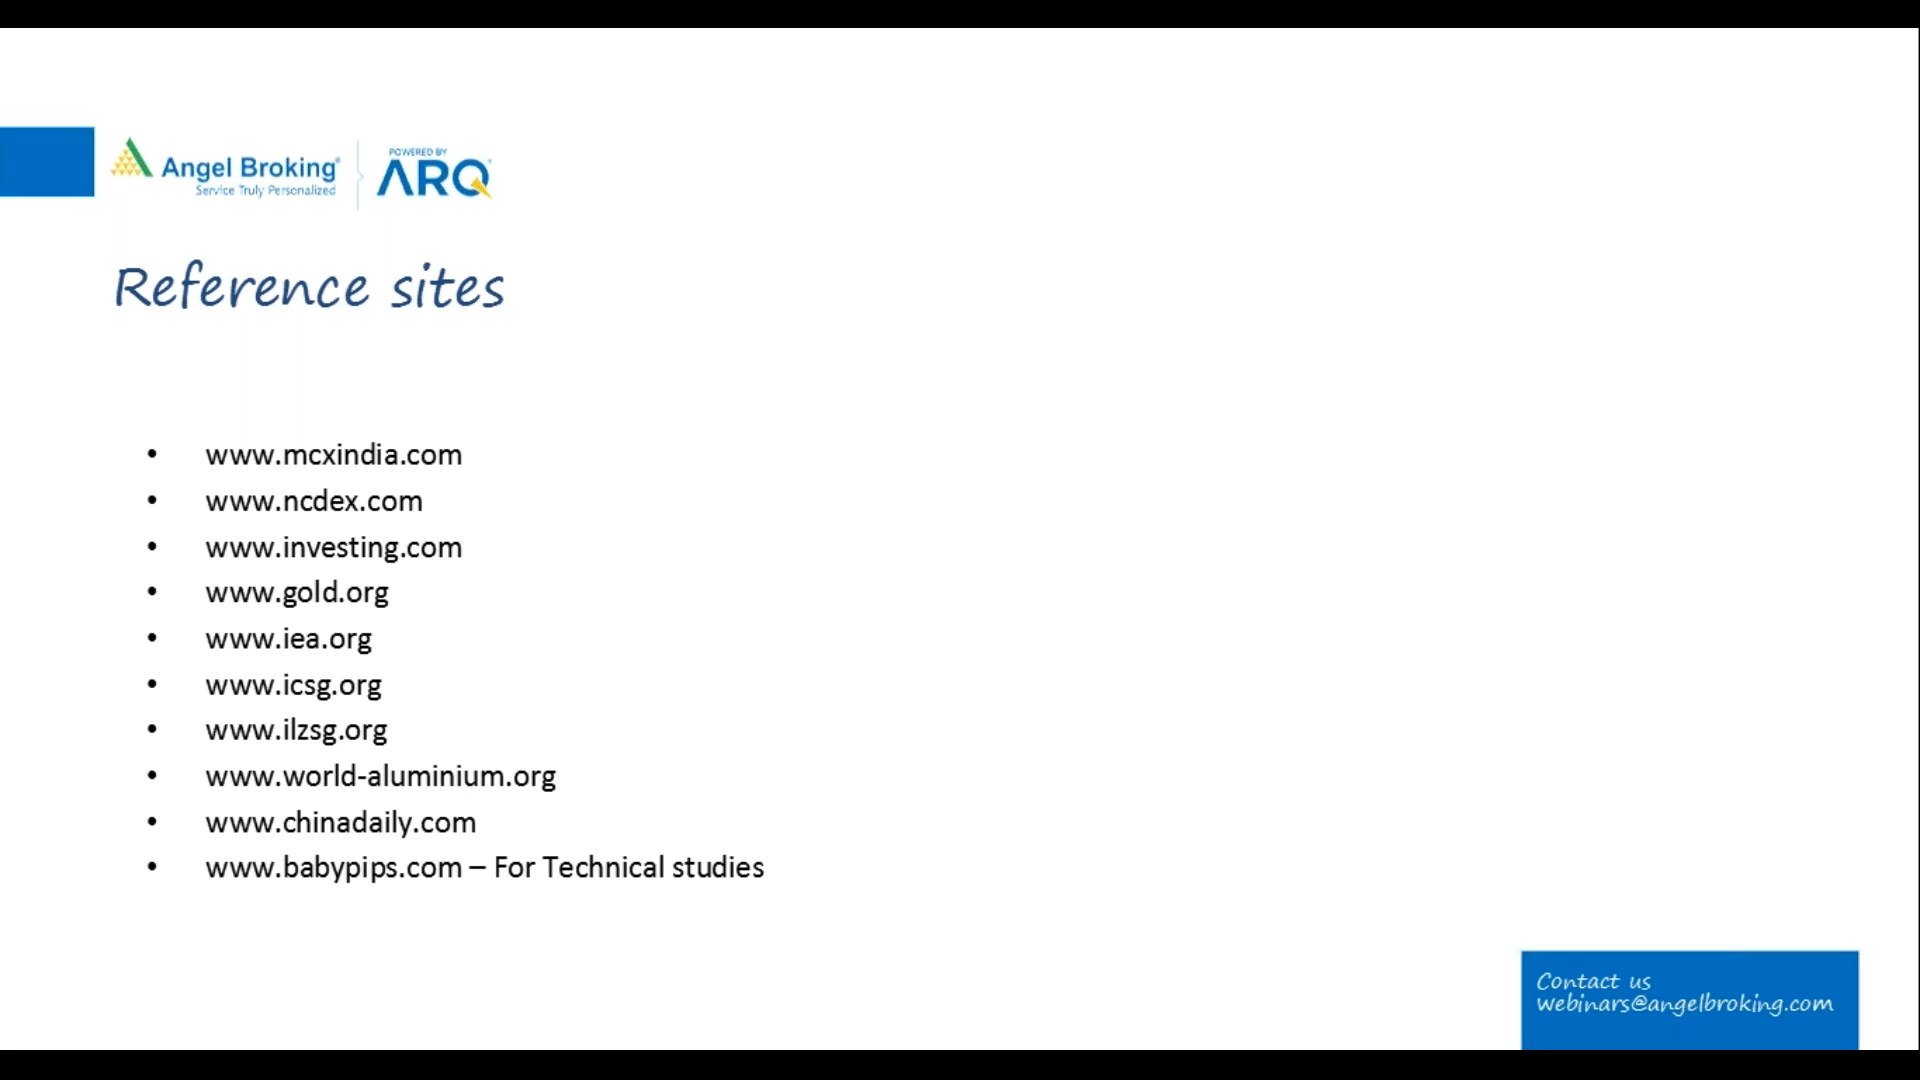 Angel Broking
Service Truly Personalized
POWERED BY
ARQ
Reference sites
• www.mcxindia.com
• www.ncdex.com
• www.investing.com
• www.gold.org
• www.iea.org
• www.icsg.org
• www.ilzsg.org
• www.world-aluminium.org
• www.chinadaily.com
• www.babypips.com – For Technical studies
Contact us
webinars@angelbroking.com